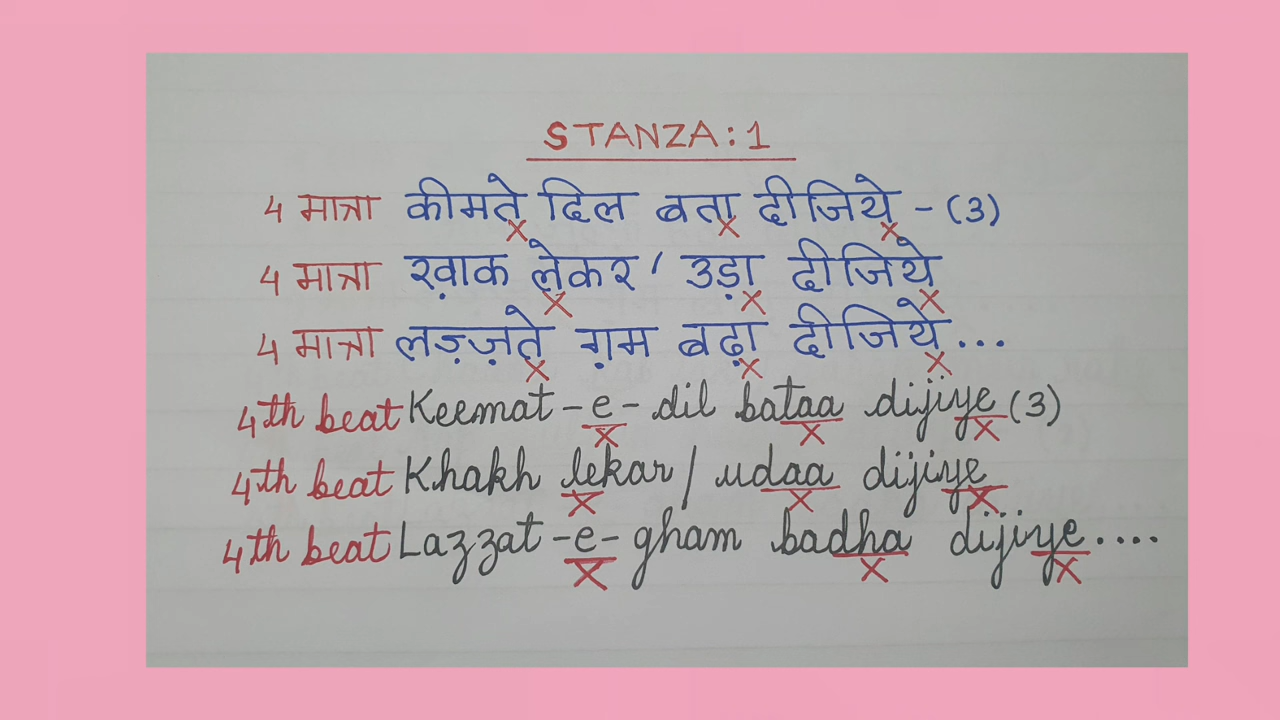 STANZA: 1
4 मात्रा कीमते दिल बता दीजिये - (3)
4 मात्रा ख़ाक लेकर / उड़ा दीजिये
4 मात्रा लज़्ज़ते ग़म बढ़ा दीजिये...
4th beat Keemat -e- dil bataa dijiye (3)
4th beat Khakh lekar / udaa dijiye
4th beat Lazzat -e- gham badha dijiye....